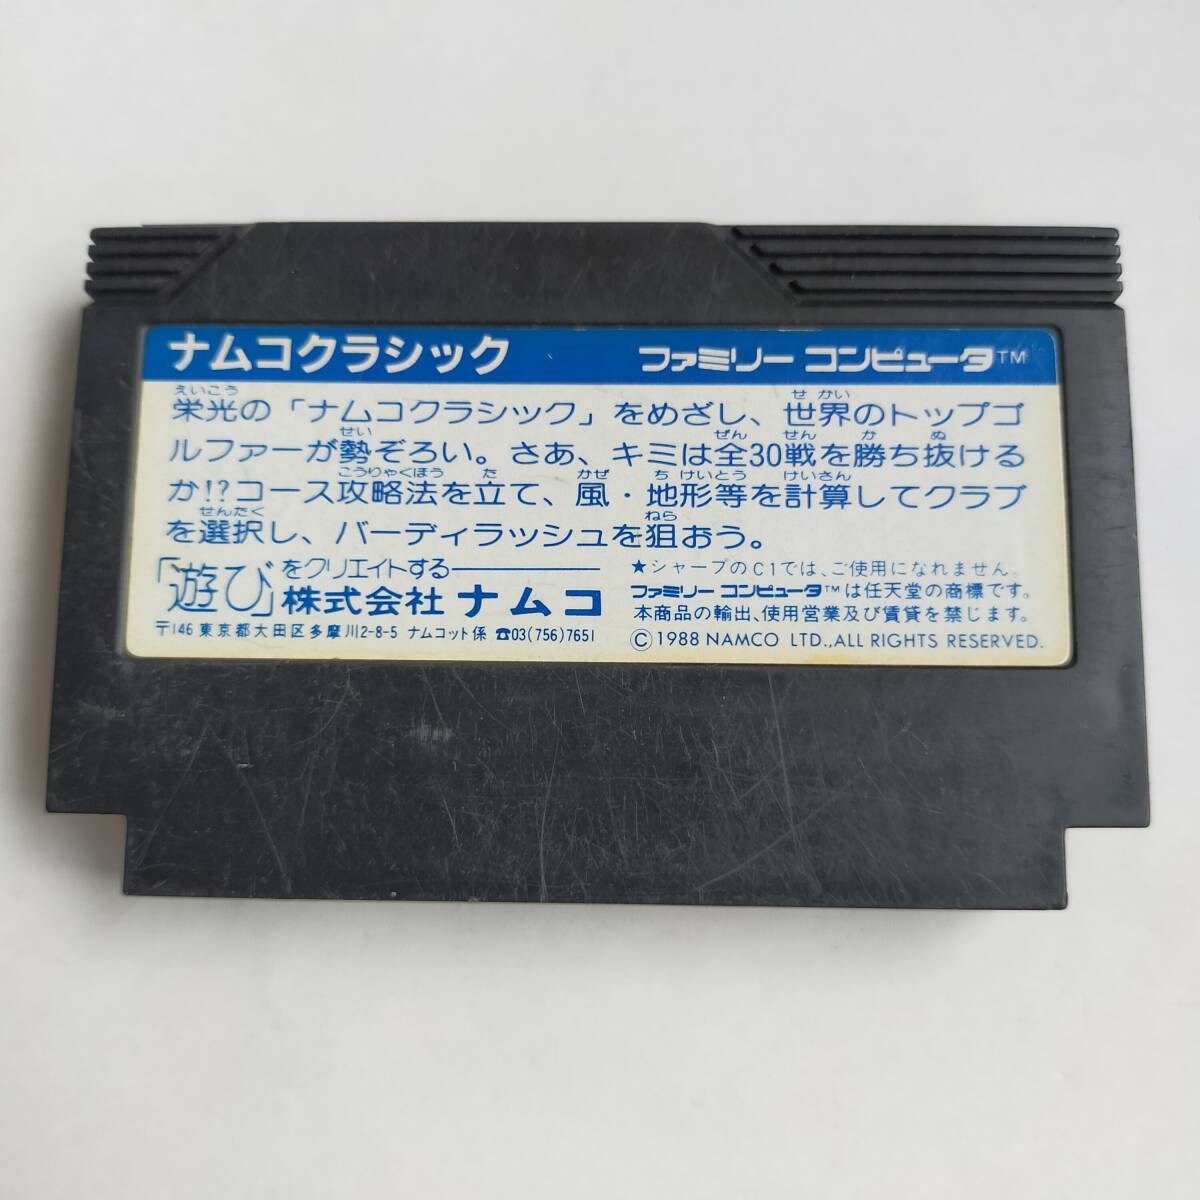 ナムコクラシック ファミリー コンピュータ™
えいこう せかい
栄光の「ナムコクラシック」をめざし、世界のトップゴ
せい ぜん せん か ぬ
ルファーが勢ぞろい。さあ、キミは全30戦を勝ち抜ける
こうりゃくほう た かぜ ち けいとう けいさん
か!?コース攻略法を立て、風・地形等を計算してクラブ
せんたく ねら
を選択し、バーディラッシュを狙おう。
「遊び」をクリエイトする――
株式会社 ナムコ
〒146 東京都大田区多摩川2-8-5 ナムコット係 ☎03(756)7651
★シャープのC1では、ご使用になれません。
ファミリー コンピュータ™は任天堂の商標です。
本商品の輸出、使用営業及び賃貸を禁じます。
©1988 NAMCO LTD.,ALL RIGHTS RESERVED.